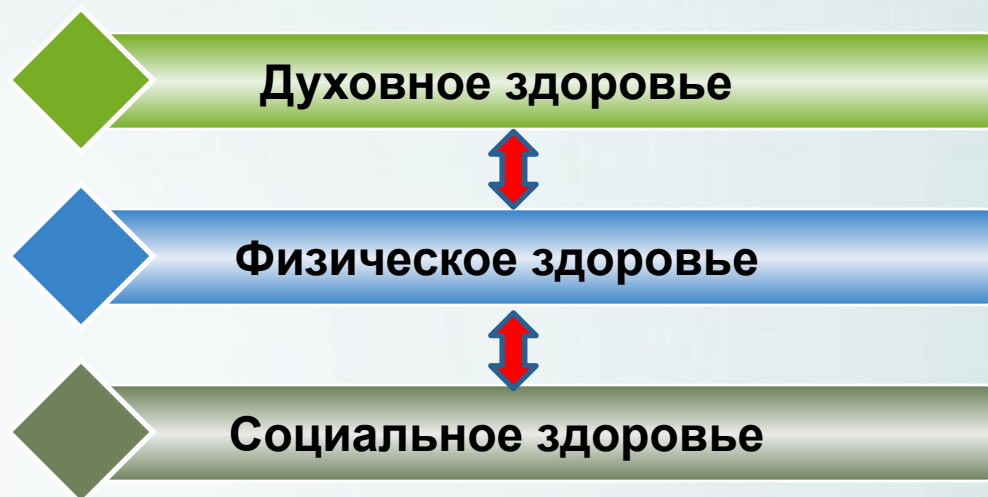 Духовное здоровье
Физическое здоровье
Социальное здоровье